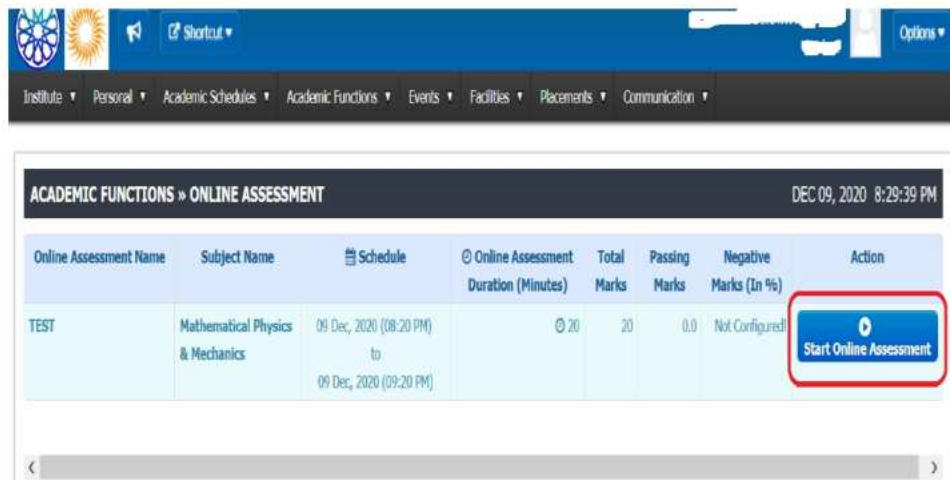 Shortcut ▾
Options ▾
Institute ▾ Personal ▾ Academic Schedules ▾ Academic Functions ▾ Events ▾ Facilities ▾ Placements ▾ Communication ▾
ACADEMIC FUNCTIONS » ONLINE ASSESSMENT DEC 09, 2020 8:29:39 PM
Online Assessment Name Subject Name Schedule Online Assessment Total Passing Negative Action
Duration (Minutes) Marks Marks Marks (In %)
TEST Mathematical Physics 09 Dec, 2020 (08:20 PM) 20 20 0.0 Not Configured!
& Mechanics to Start Online Assessment
09 Dec, 2020 (09:20 PM)